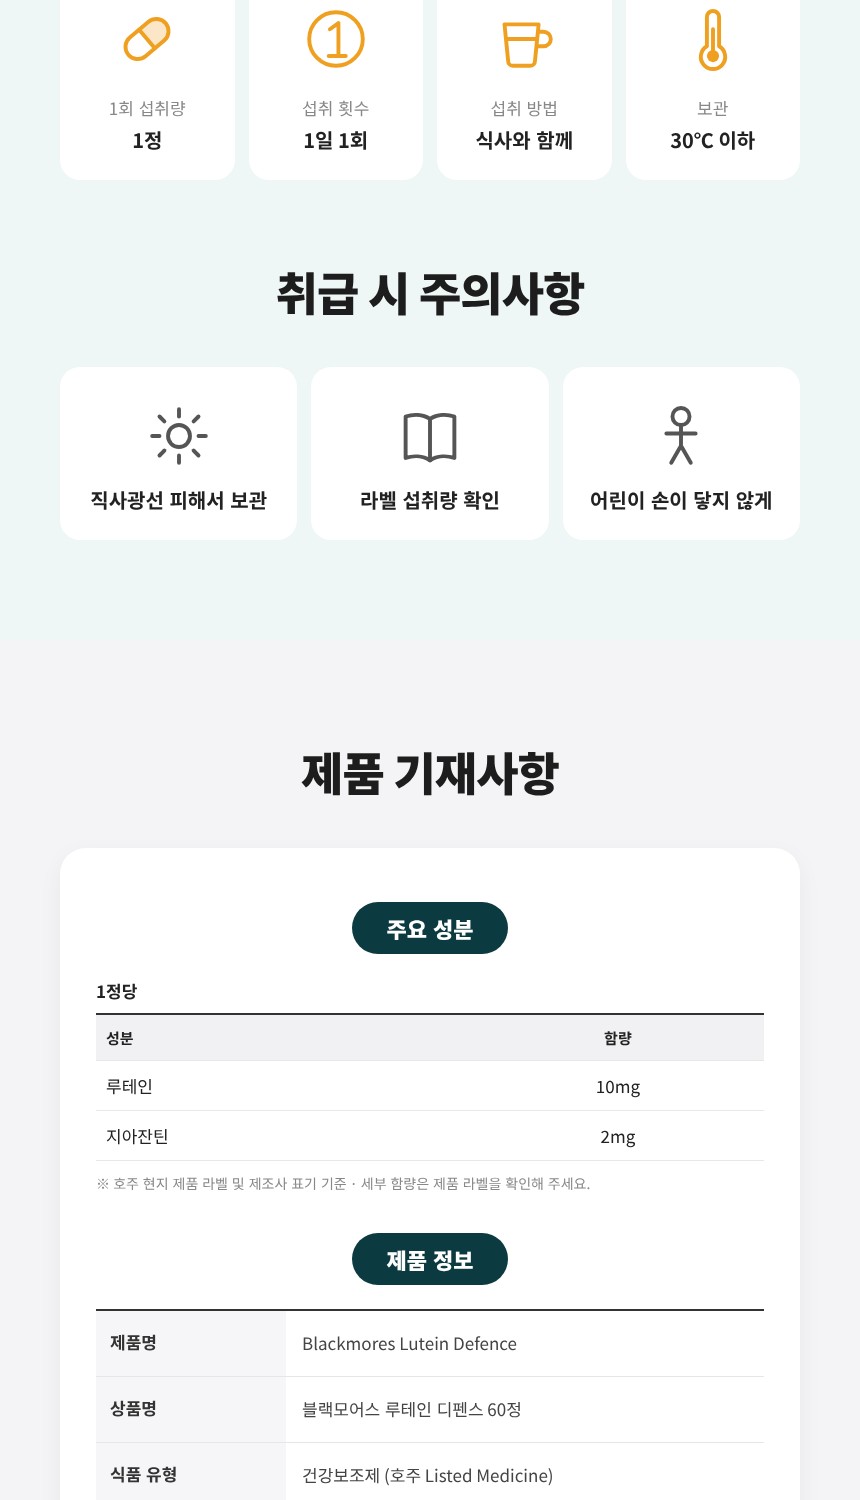 1회 섭취량
1정
섭취 횟수
1일 1회
섭취 방법
식사와 함께
보관
30℃ 이하
취급 시 주의사항
직사광선 피해서 보관
라벨 섭취량 확인
어린이 손이 닿지 않게
제품 기재사항
주요 성분
1정당
성분 함량
루테인 10mg
지아잔틴 2mg
※ 호주 현지 제품 라벨 및 제조사 표기 기준 · 세부 함량은 제품 라벨을 확인해 주세요.
제품 정보
제품명 Blackmores Lutein Defence
상품명 블랙모어스 루테인 디펜스 60정
식품 유형 건강보조제 (호주 Listed Medicine)